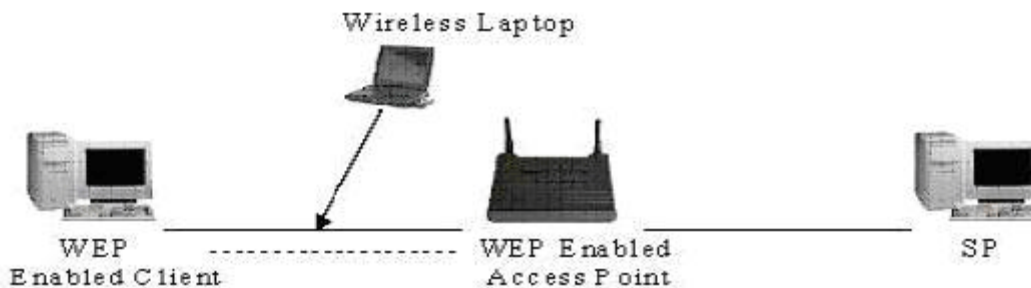 Wireless Laptop
WEP
Enabled Client
WEP Enabled
Access Point
SP